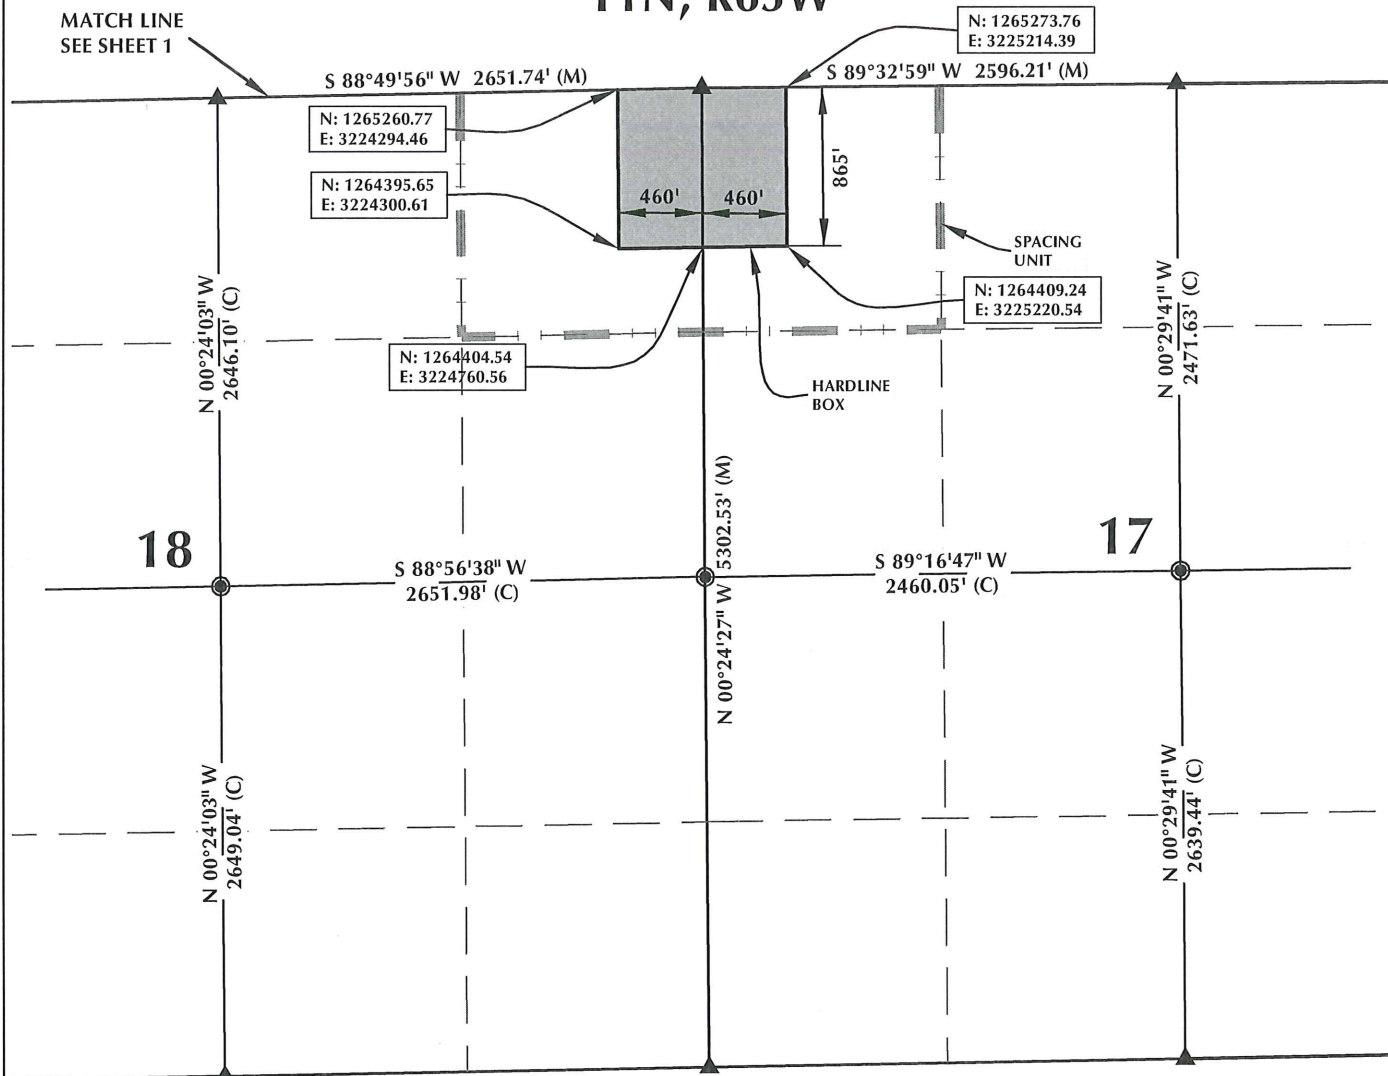 MATCH LINE
SEE SHEET 1
N: 1265273.76
E: 3225214.39
S 88°49'56" W 2651.74' (M)
S 89°32'59" W 2596.21' (M)
N: 1265260.77
E: 3224294.46
N: 1264395.65
E: 3224300.61
460'
460'
865'
SPACING
UNIT
N: 1264409.24
E: 3225220.54
N: 1264404.54
E: 3224760.56
HARDLINE
BOX
N 00°24'03" W
2646.10' (C)
N 00°29'41" W
2471.63' (C)
18
17
S 88°56'38" W
2651.98' (C)
N 00°24'27" W 5302.53' (M)
S 89°16'47" W
2460.05' (C)
N 00°24'03" W
2649.04' (C)
N 00°29'41" W
2639.44' (C)